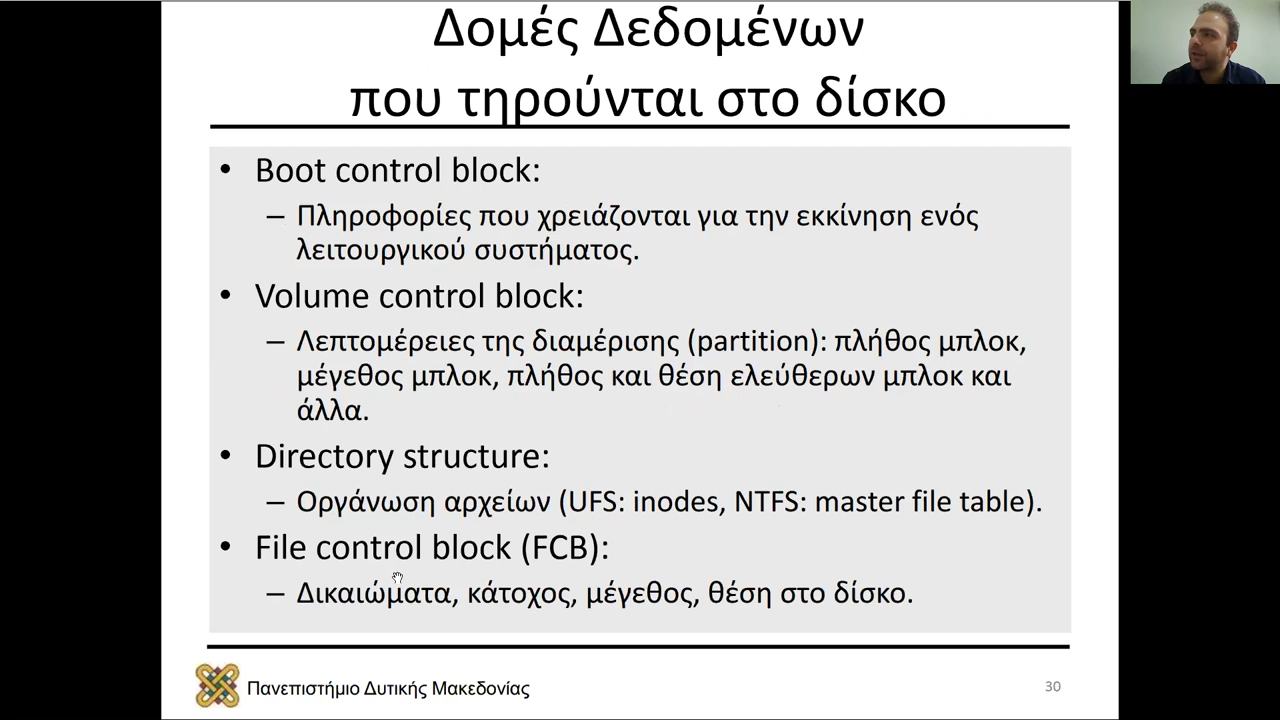 Δομές Δεδομένων
που τηρούνται στο δίσκο
• Boot control block:
– Πληροφορίες που χρειάζονται για την εκκίνηση ενός
λειτουργικού συστήματος.
• Volume control block:
– Λεπτομέρειες της διαμέρισης (partition): πλήθος μπλοκ,
μέγεθος μπλοκ, πλήθος και θέση ελεύθερων μπλοκ και
άλλα.
• Directory structure:
– Οργάνωση αρχείων (UFS: inodes, NTFS: master file table).
• File control block (FCB):
– Δικαιώματα, κάτοχος, μέγεθος, θέση στο δίσκο.
Πανεπιστήμιο Δυτικής Μακεδονίας
30